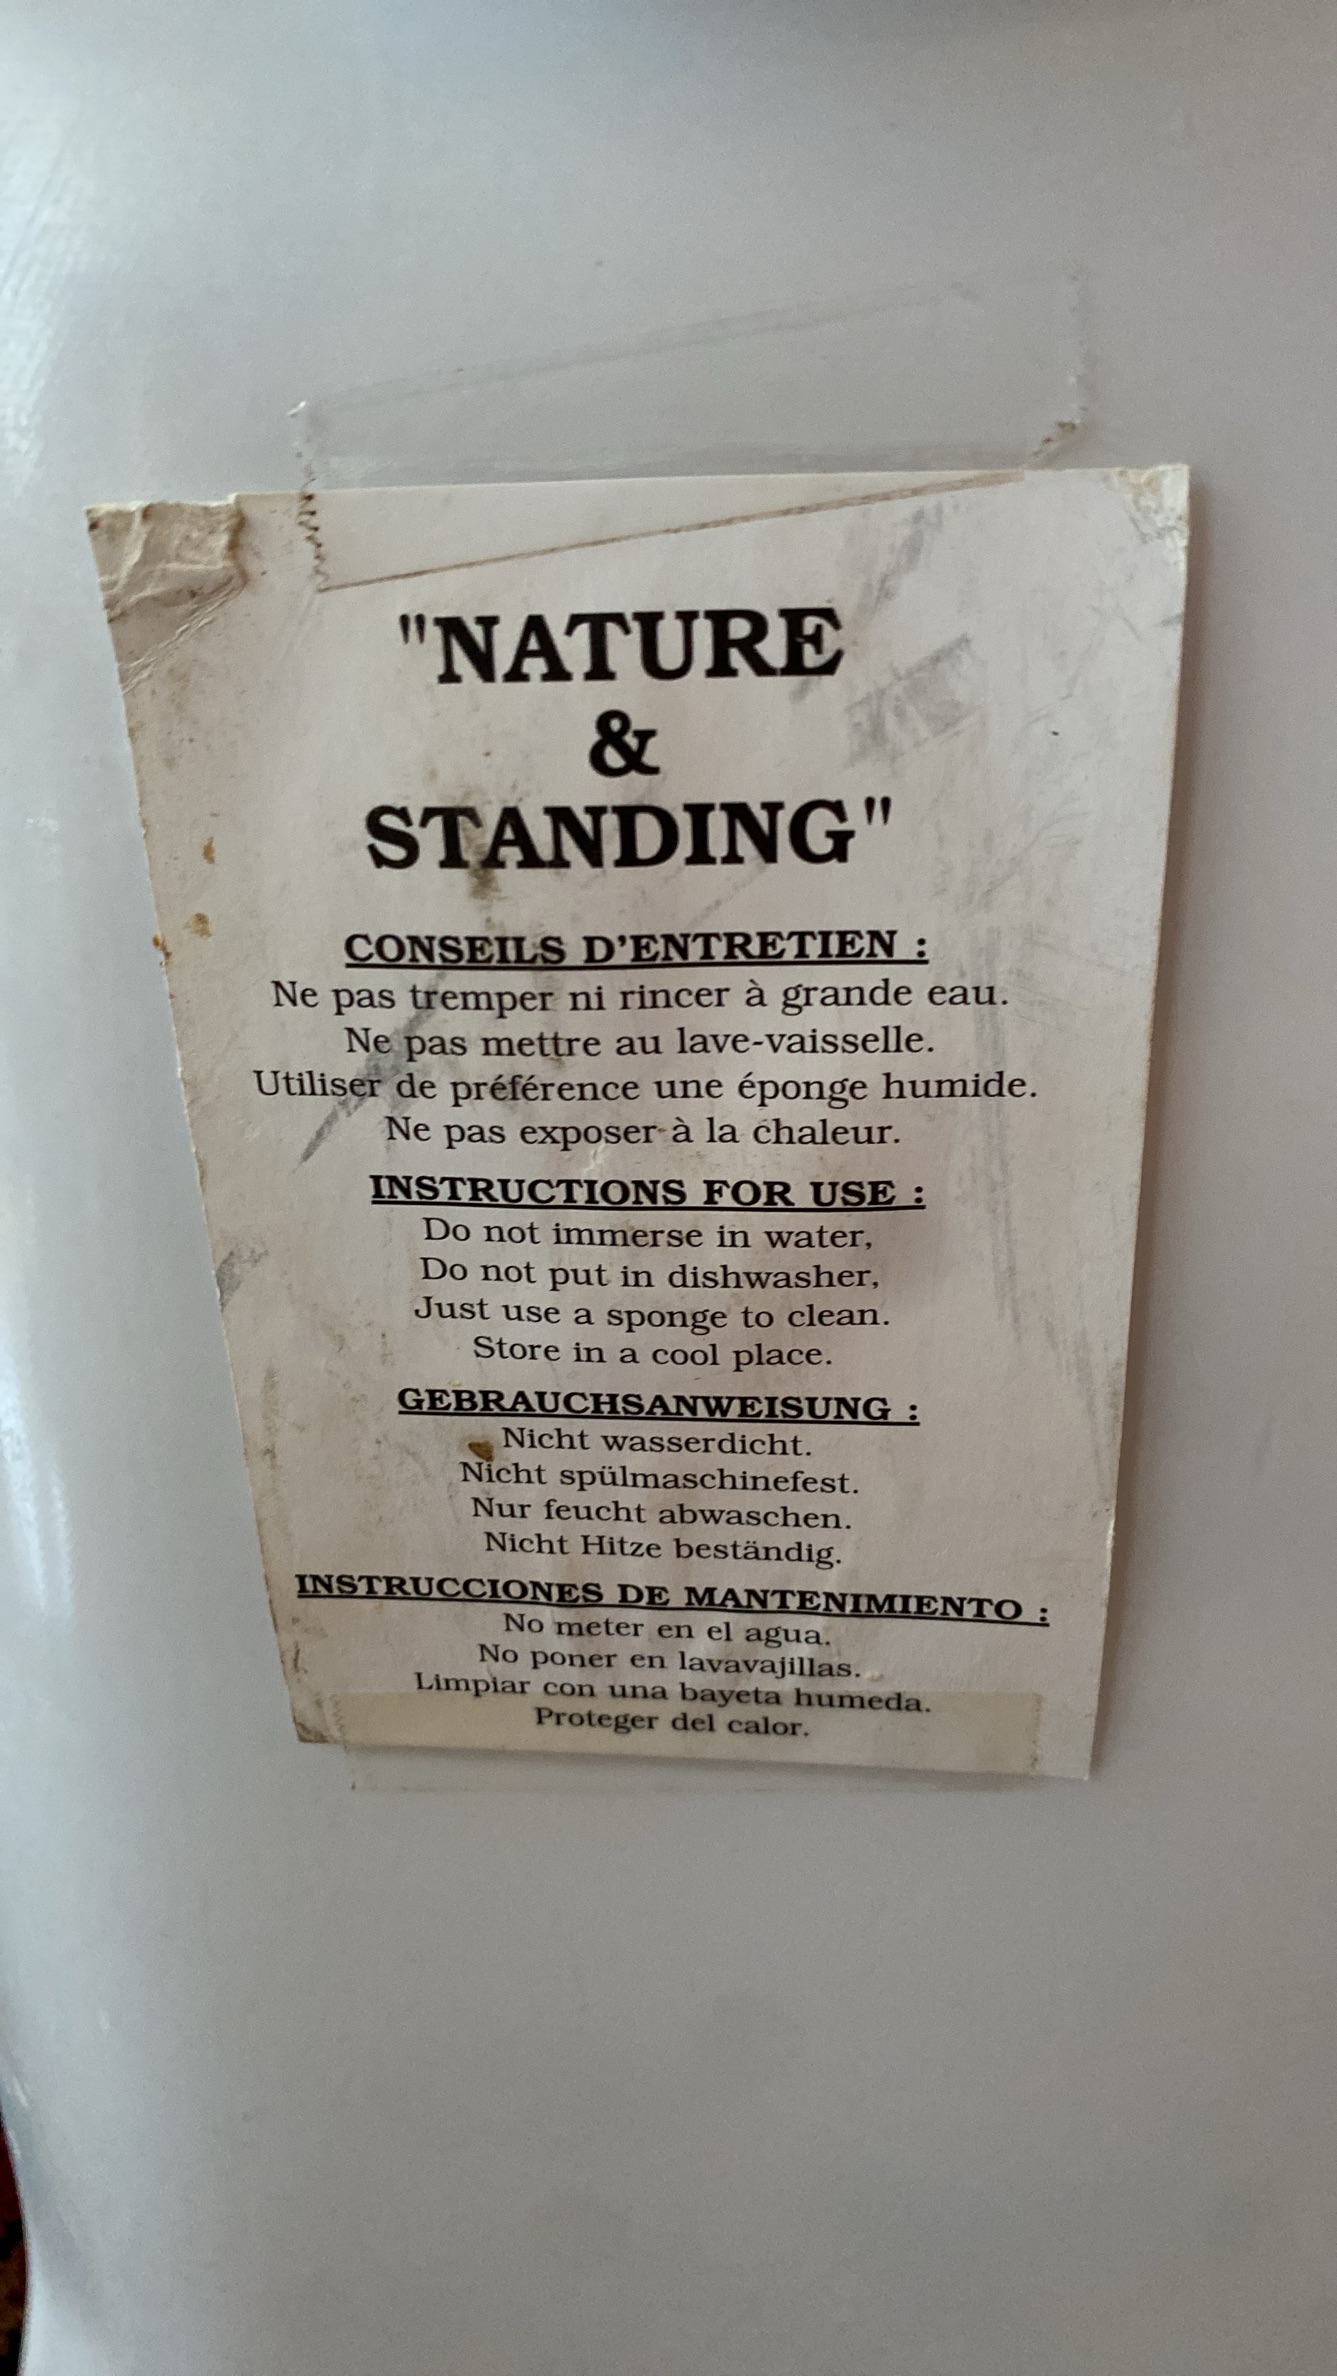 "NATURE
&
STANDING"
CONSEILS D'ENTRETIEN :
Ne pas tremper ni rincer à grande eau.
Ne pas mettre au lave-vaisselle.
Utiliser de préférence une éponge humide.
Ne pas exposer à la chaleur.
INSTRUCTIONS FOR USE :
Do not immerse in water,
Do not put in dishwasher,
Just use a sponge to clean.
Store in a cool place.
GEBRAUCHSANWEISUNG :
Nicht wasserdicht.
Nicht spülmaschinefest.
Nur feucht abwaschen.
Nicht Hitze beständig.
INSTRUCCIONES DE MANTENIMIENTO :
No meter en el agua.
No poner en lavavajillas.
Limpiar con una bayeta humeda.
Proteger del calor.